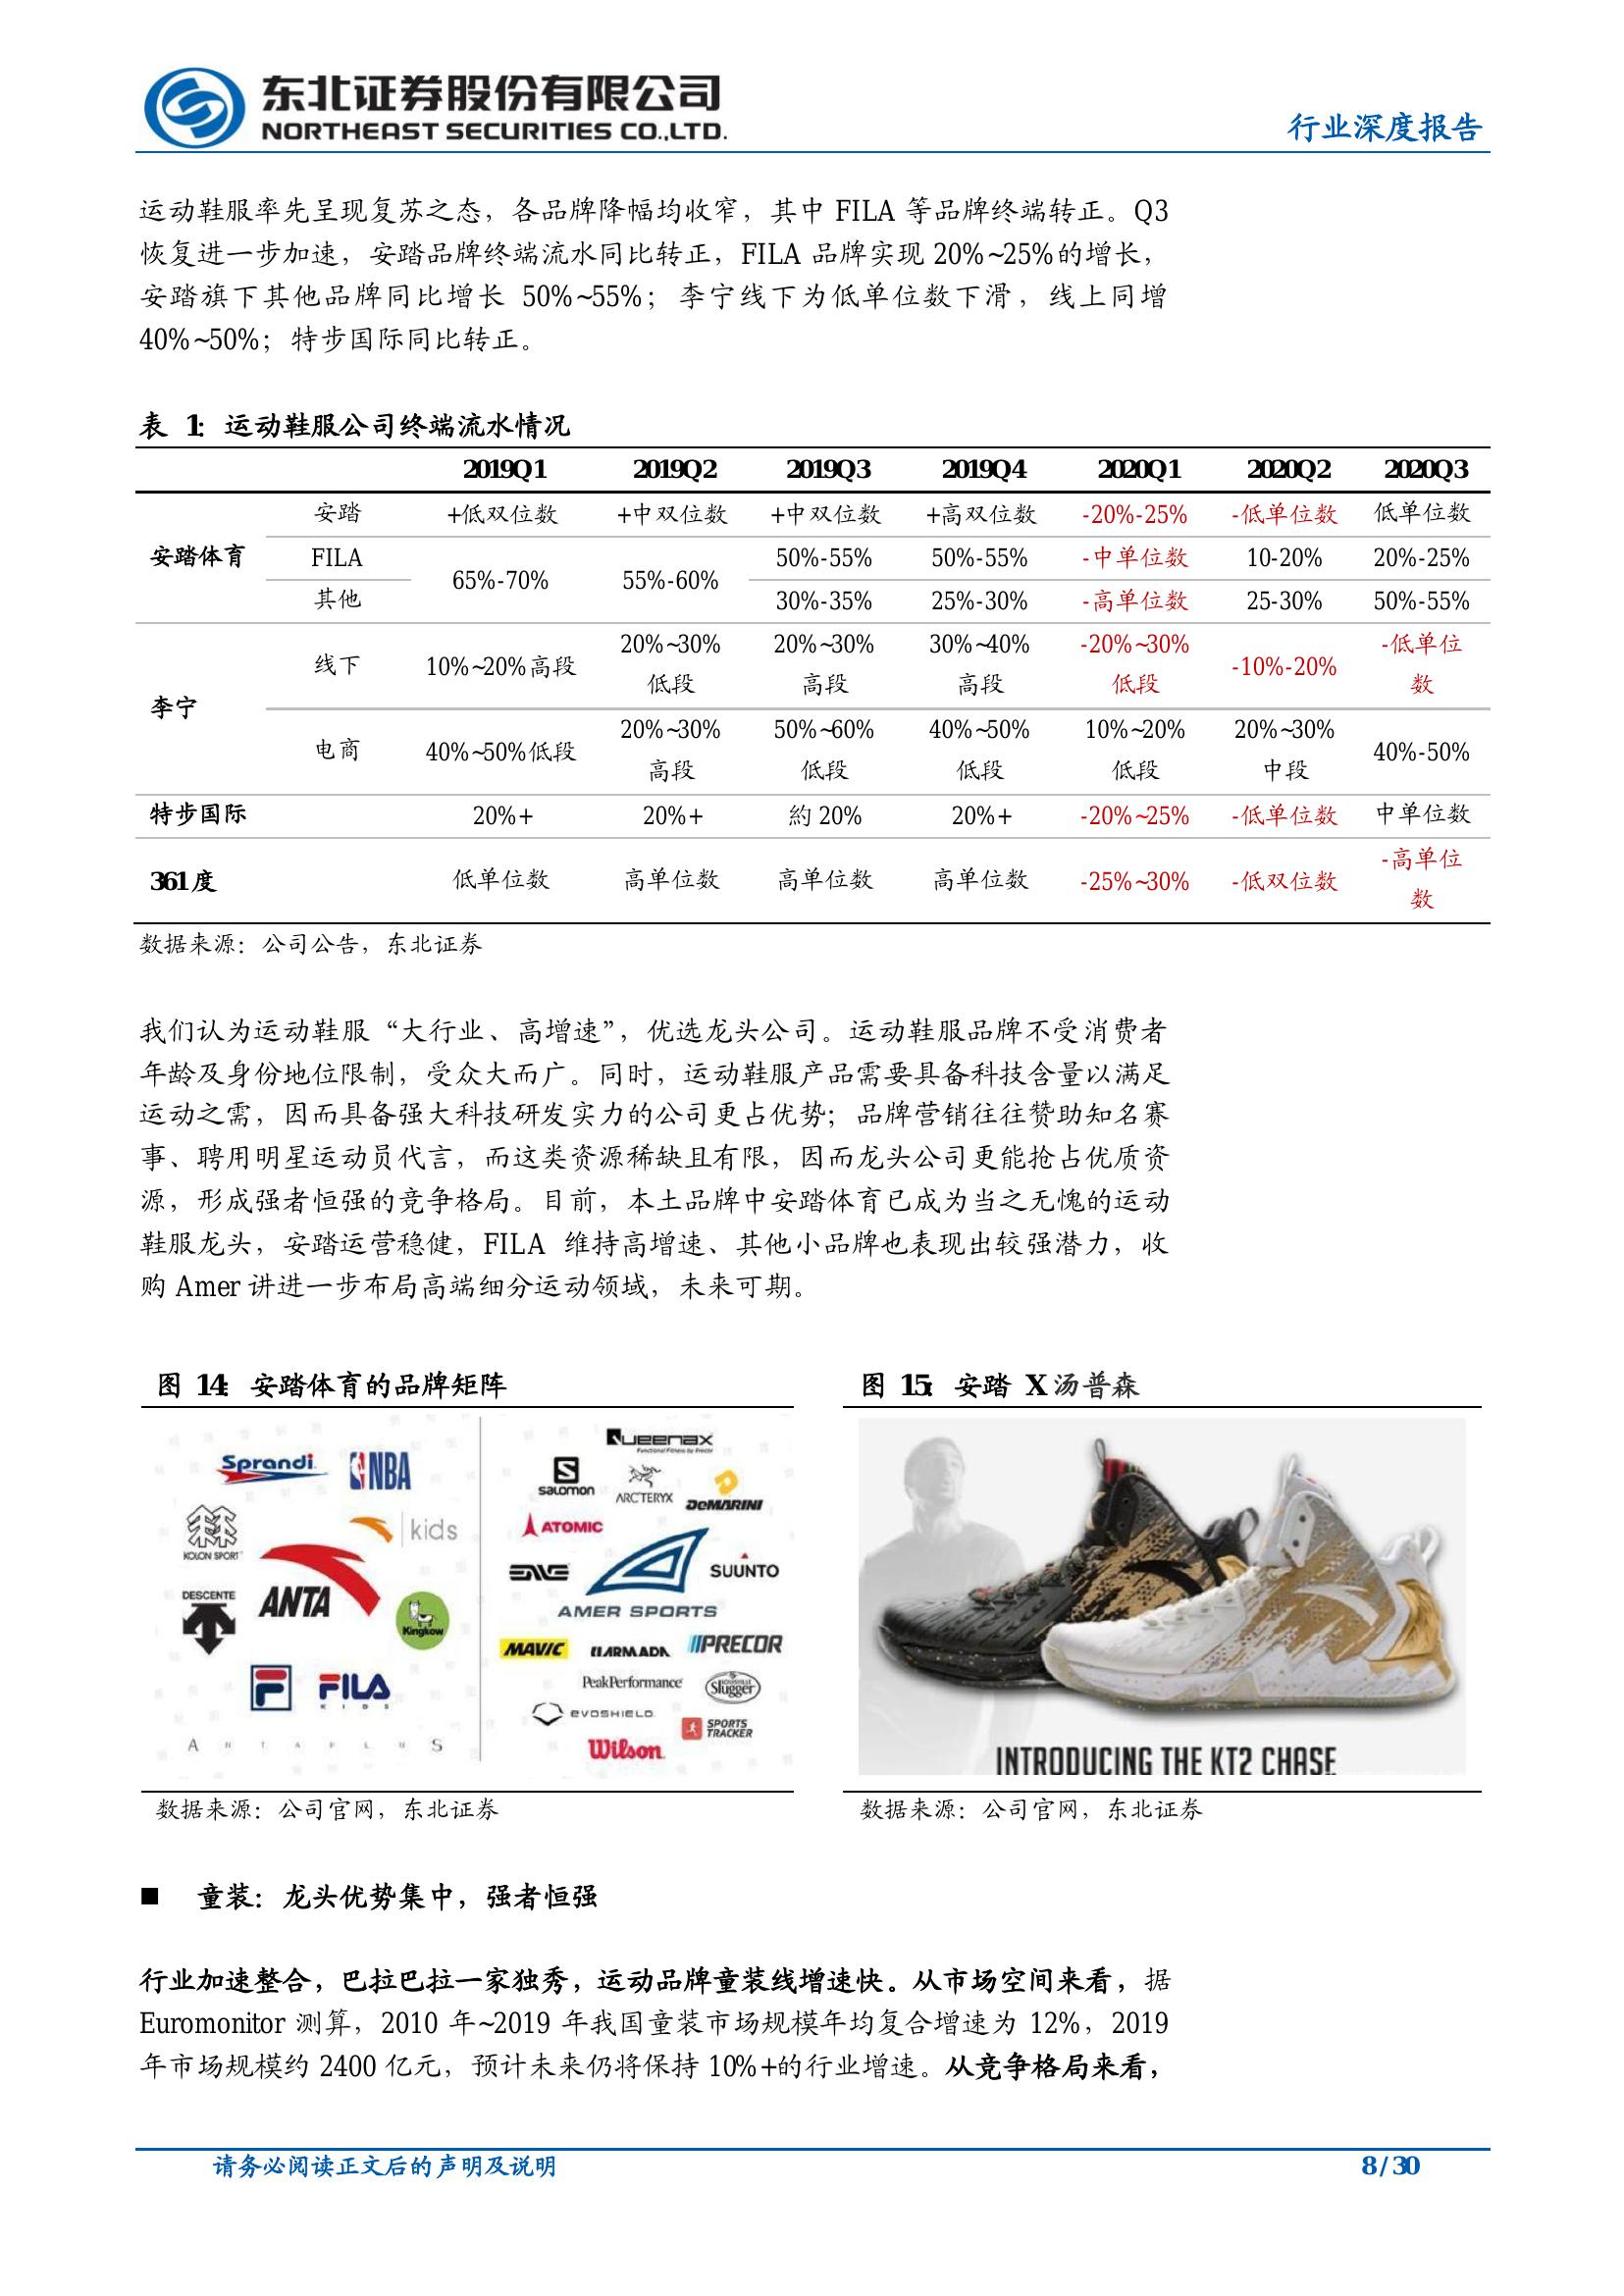 东北证券股份有限公司
NORTHEAST SECURITIES CO.,LTD.
行业深度报告
运动鞋服率先呈现复苏之态，各品牌降幅均收窄，其中 FILA 等品牌终端转正。Q3
恢复进一步加速，安踏品牌终端流水同比转正，FILA 品牌实现 20%~25%的增长，
安踏旗下其他品牌同比增长 50%~55%；李宁线下为低单位数下滑，线上同增
40%~50%；特步国际同比转正。
表 1：运动鞋服公司终端流水情况
2019Q1 2019Q2 2019Q3 2019Q4 2020Q1 2020Q2 2020Q3
安踏体育 安踏 +低双位数 +中双位数 +中双位数 +高双位数 -20%-25% -低单位数 低单位数
FILA 65%-70% 55%-60% 50%-55% 50%-55% -中单位数 10-20% 20%-25%
其他 30%-35% 25%-30% -高单位数 25-30% 50%-55%
李宁 线下 10%~20%高段 20%~30%低段 20%~30%高段 30%~40%高段 -20%~30%低段 -10%-20% -低单位数
电商 40%~50%低段 20%~30%高段 50%~60%低段 40%~50%低段 10%~20%低段 20%~30%中段 40%-50%
特步国际 20%+ 20%+ 約 20% 20%+ -20%~25% -低单位数 中单位数
361度 低单位数 高单位数 高单位数 高单位数 -25%~30% -低双位数 -高单位数
数据来源：公司公告，东北证券
我们认为运动鞋服“大行业、高增速”，优选龙头公司。运动鞋服品牌不受消费者
年龄及身份地位限制，受众大而广。同时，运动鞋服产品需要具备科技含量以满足
运动之需，因而具备强大科技研发实力的公司更占优势；品牌营销往往赞助知名赛
事、聘用明星运动员代言，而这类资源稀缺且有限，因而龙头公司更能抢占优质资
源，形成强者恒强的竞争格局。目前，本土品牌中安踏体育已成为当之无愧的运动
鞋服龙头，安踏运营稳健，FILA 维持高增速、其他小品牌也表现出较强潜力，收
购 Amer 讲进一步布局高端细分运动领域，未来可期。
图 14：安踏体育的品牌矩阵
Sprandi
NBA
KOLON SPORT
kids
ANTA
DESCENTE
Kingkow
FILA
KIDS
ANTAPLUS
Queenax
Functional Fitness by Precor
SALOMON
ARC'TERYX
DeMARINI
ATOMIC
ENVE
SUUNTO
AMER SPORTS
MAVIC
ARMADA
PRECOR
PeakPerformance
LOUISVILLE
Slugger
EVOSHIELD
SPORTS
TRACKER
Wilson
数据来源：公司官网，东北证券
图 15：安踏 X 汤普森
INTRODUCING THE KT2 CHASE
数据来源：公司官网，东北证券
■ 童装：龙头优势集中，强者恒强
行业加速整合，巴拉巴拉一家独秀，运动品牌童装线增速快。从市场空间来看，据
Euromonitor 测算，2010 年~2019 年我国童装市场规模年均复合增速为 12%，2019
年市场规模约 2400 亿元，预计未来仍将保持 10%+的行业增速。从竞争格局来看，
请务必阅读正文后的声明及说明
8 / 30